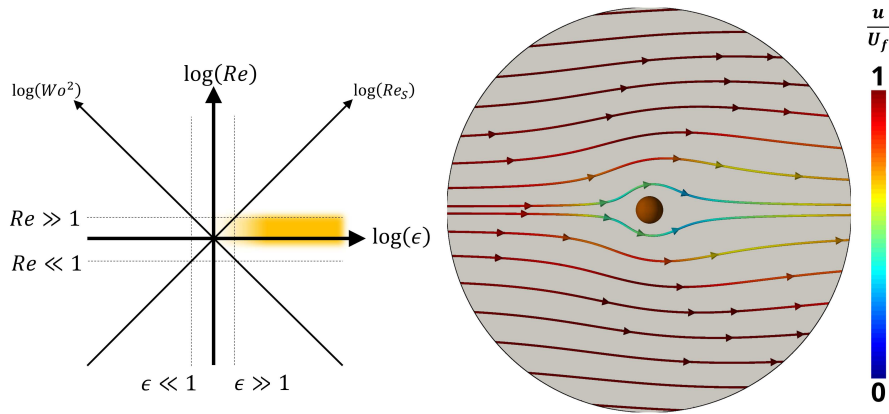 log(Re)
log(Wo²)
log(Re_S)
Re ≫ 1
log(ϵ)
Re ≪ 1
ϵ ≪ 1
ϵ ≫ 1
u
U_f
1
0